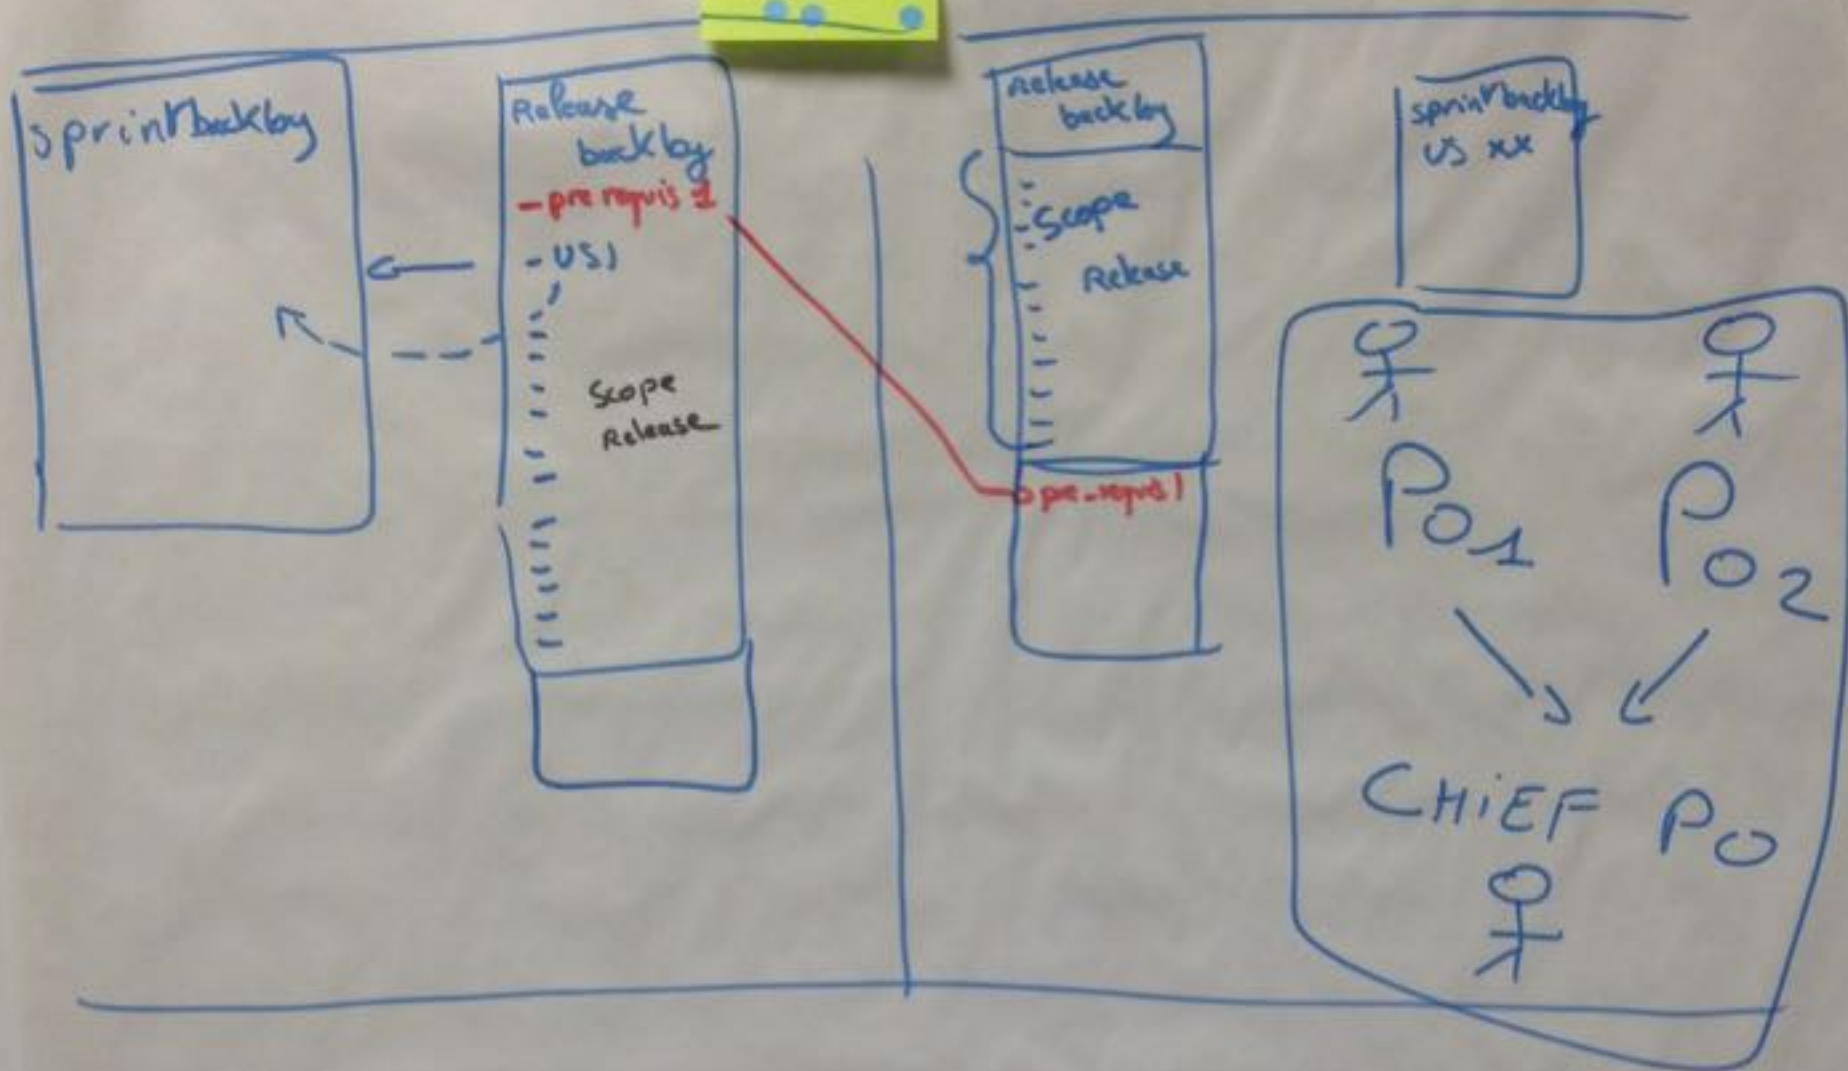 sprint backlog
Release
backlog
- pre requis 1
- US1
Scope
Release
Release
backlog
Scope
Release
pre-requis 1
sprint backlog
US xx
PO1
PO2
CHiEF PO